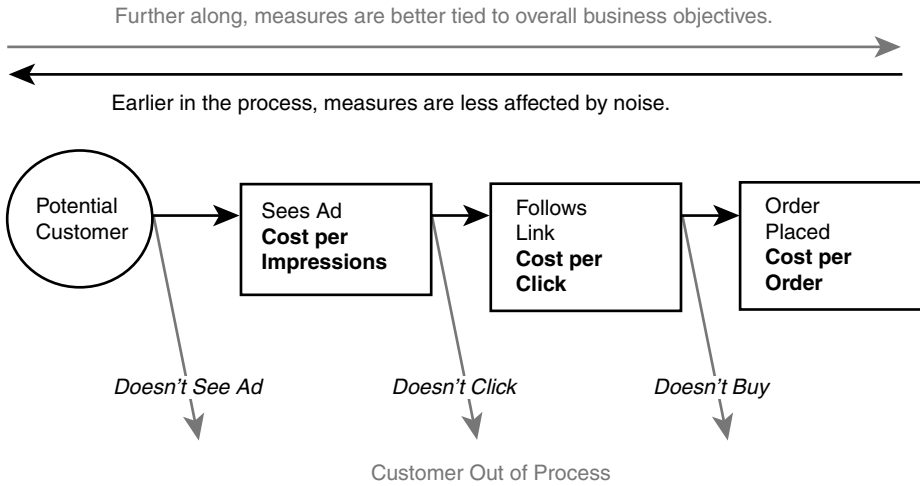 Further along, measures are better tied to overall business objectives.
Earlier in the process, measures are less affected by noise.
Potential
Customer
Sees Ad
Cost per
Impressions
Follows
Link
Cost per
Click
Order
Placed
Cost per
Order
Doesn’t See Ad
Doesn’t Click
Doesn’t Buy
Customer Out of Process